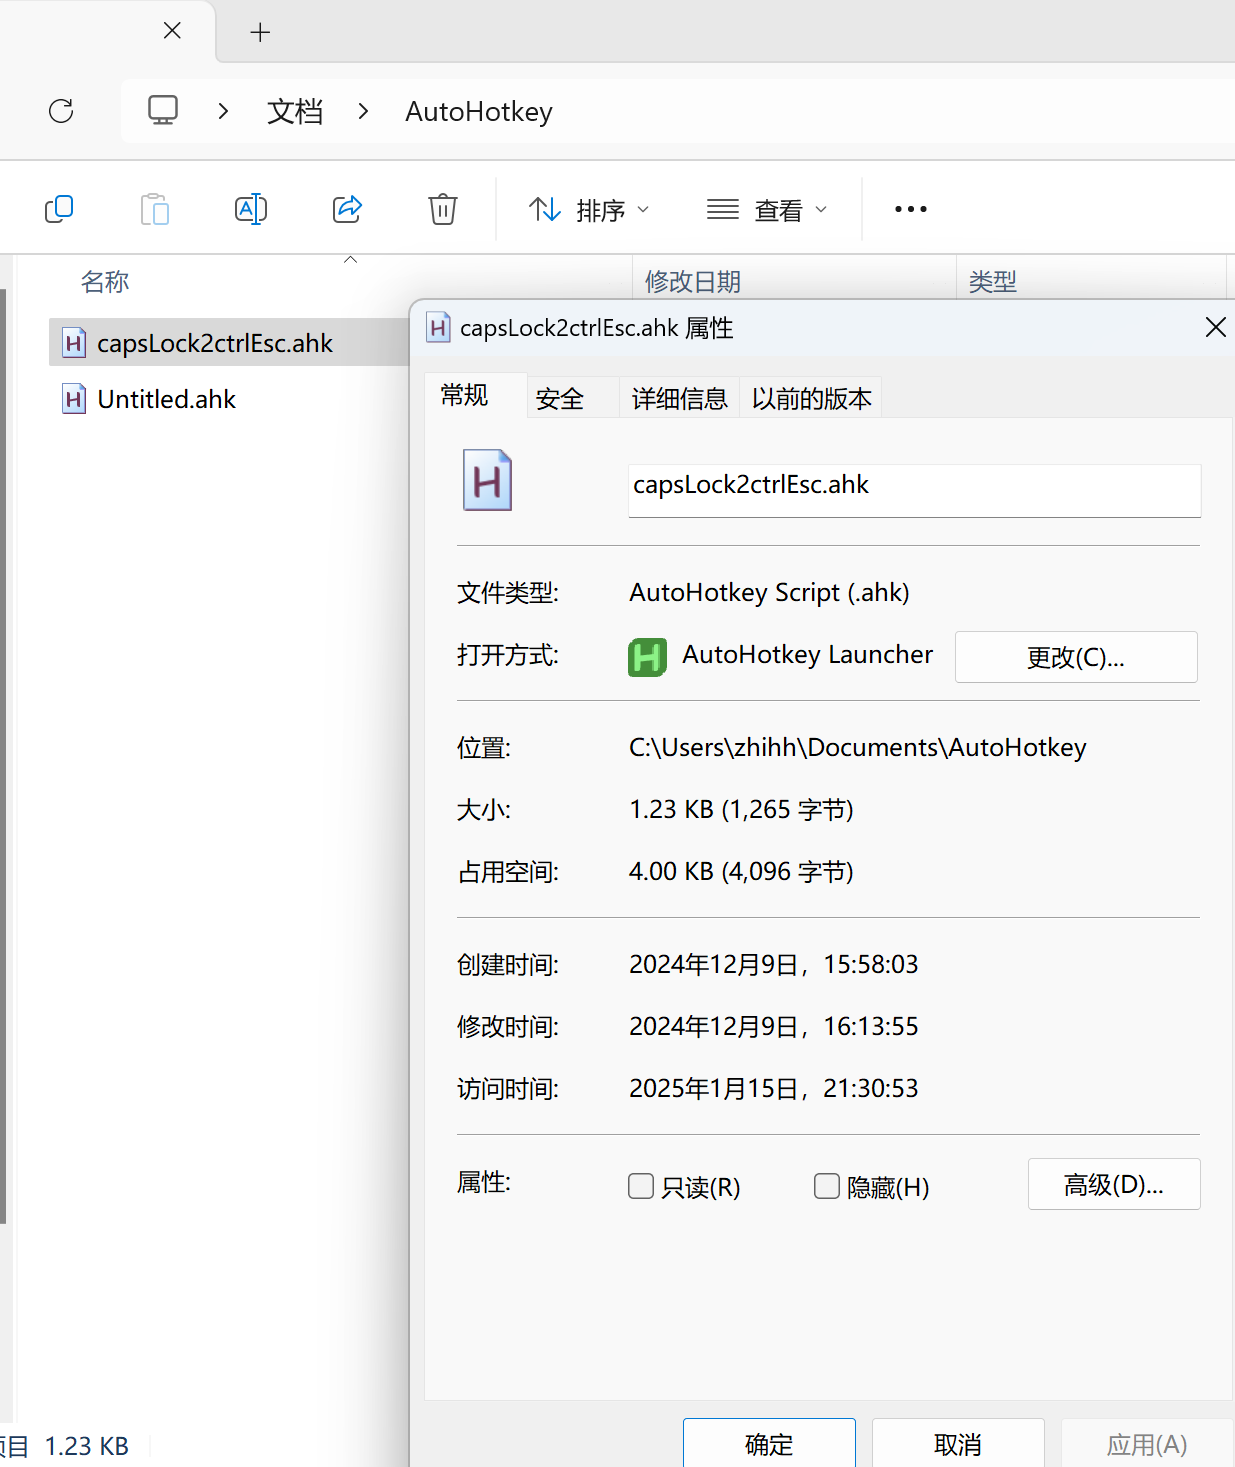 文档 AutoHotkey
排序 查看
名称 修改日期 类型
capsLock2ctrlEsc.ahk
Untitled.ahk
capsLock2ctrlEsc.ahk 属性
常规 安全 详细信息 以前的版本
capsLock2ctrlEsc.ahk
文件类型: AutoHotkey Script (.ahk)
打开方式: AutoHotkey Launcher 更改(C)...
位置: C:\Users\zhihh\Documents\AutoHotkey
大小: 1.23 KB (1,265 字节)
占用空间: 4.00 KB (4,096 字节)
创建时间: 2024年12月9日，15:58:03
修改时间: 2024年12月9日，16:13:55
访问时间: 2025年1月15日，21:30:53
属性: 只读(R) 隐藏(H) 高级(D)...
目 1.23 KB
确定 取消 应用(A)